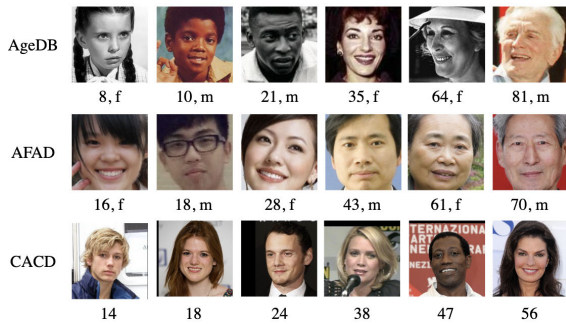 AgeDB
8, f 10, m 21, m 35, f 64, f 81, m
AFAD
16, f 18, m 28, f 43, m 61, f 70, m
CACD
TERNAZIONA
14 18 24 38 47 56